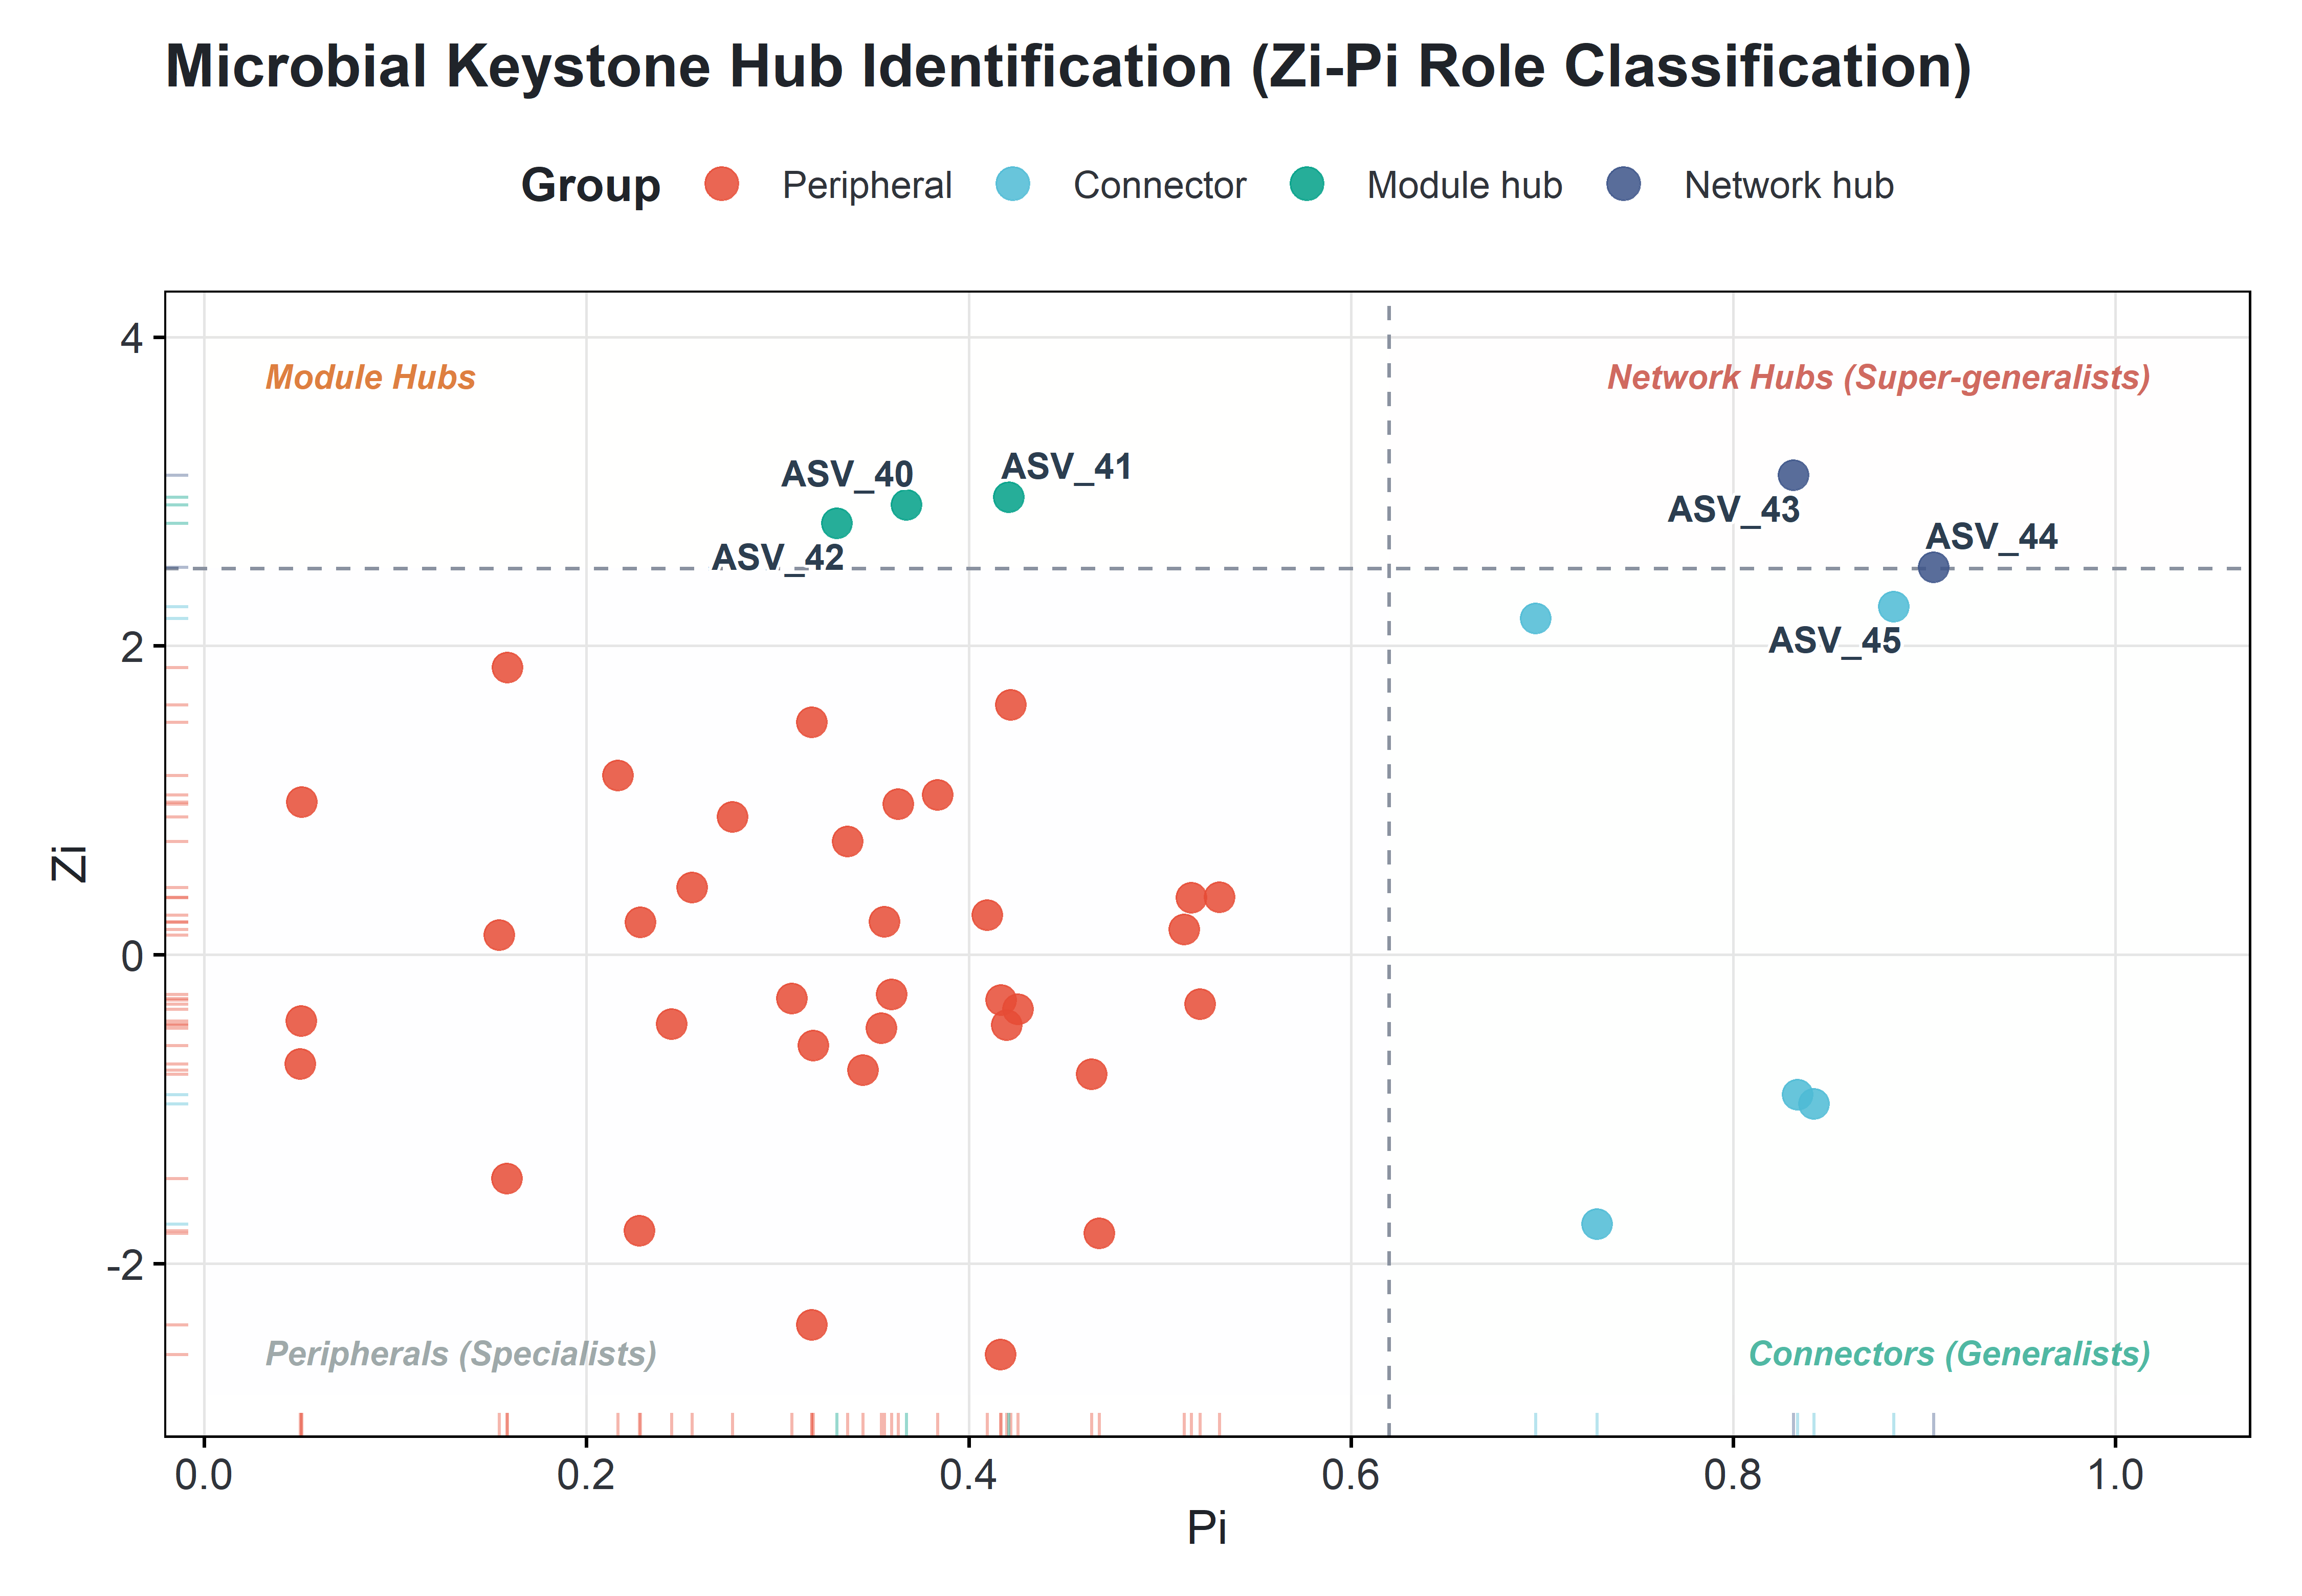 Microbial Keystone Hub Identification (Zi-Pi Role Classification)
Group Peripheral Connector Module hub Network hub
4
Module Hubs
Network Hubs (Super-generalists)
ASV_40
ASV_41
ASV_43
ASV_44
ASV_42
2
ASV_45
Zi
0
-2
Peripherals (Specialists)
Connectors (Generalists)
0.0 0.2 0.4 0.6 0.8 1.0
Pi